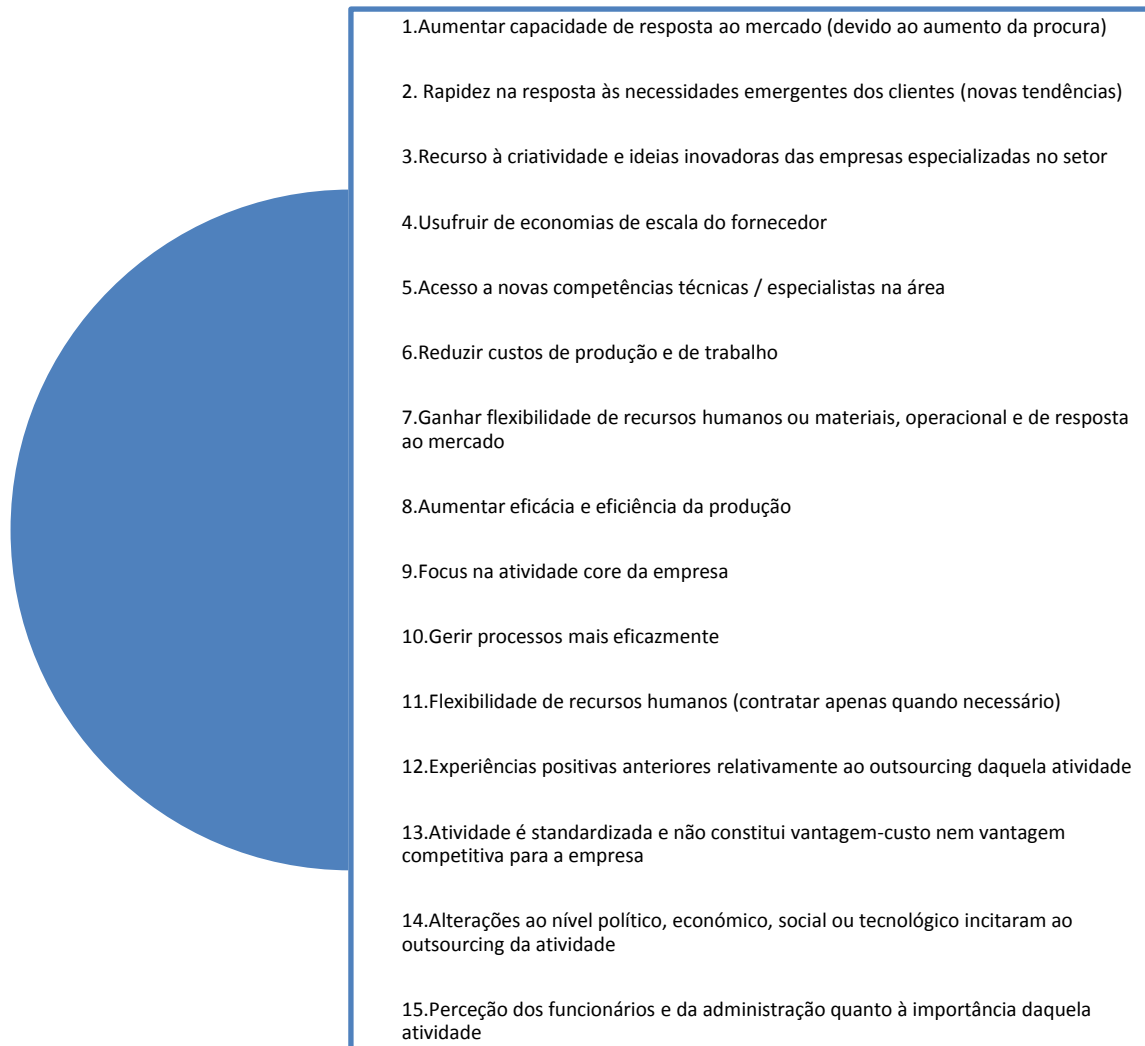 1.Aumentar capacidade de resposta ao mercado (devido ao aumento da procura)
2. Rapidez na resposta às necessidades emergentes dos clientes (novas tendências)
3.Recurso à criatividade e ideias inovadoras das empresas especializadas no setor
4.Usufruir de economias de escala do fornecedor
5.Acesso a novas competências técnicas / especialistas na área
6.Reduzir custos de produção e de trabalho
7.Ganhar flexibilidade de recursos humanos ou materiais, operacional e de resposta
ao mercado
8.Aumentar eficácia e eficiência da produção
9.Focus na atividade core da empresa
10.Gerir processos mais eficazmente
11.Flexibilidade de recursos humanos (contratar apenas quando necessário)
12.Experiências positivas anteriores relativamente ao outsourcing daquela atividade
13.Atividade é standardizada e não constitui vantagem-custo nem vantagem
competitiva para a empresa
14.Alterações ao nível político, económico, social ou tecnológico incitaram ao
outsourcing da atividade
15.Perceção dos funcionários e da administração quanto à importância daquela
atividade